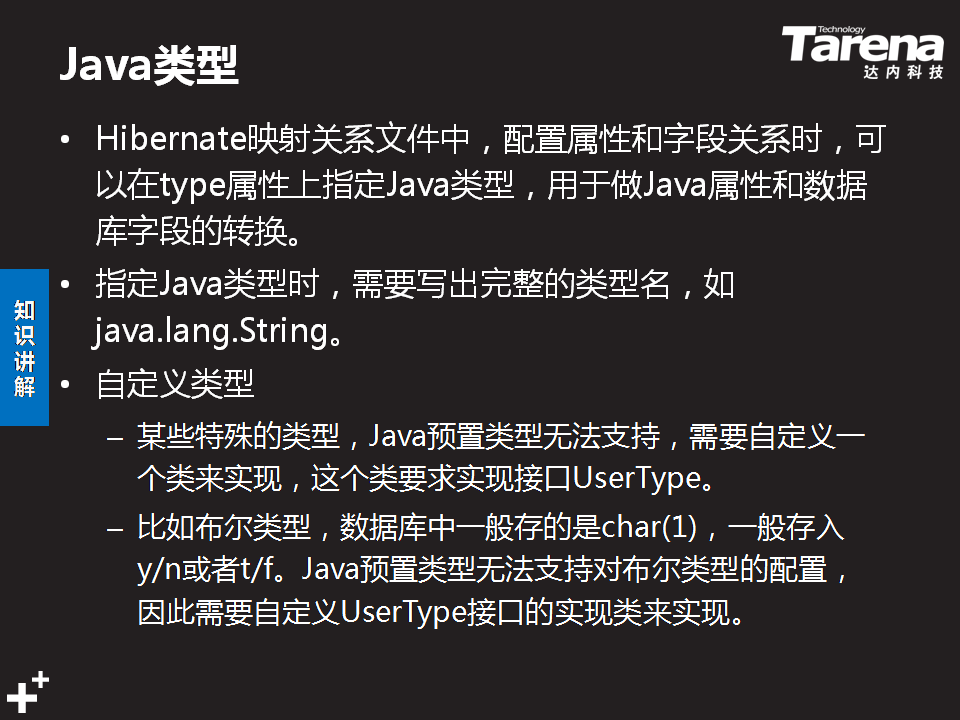 Java类型
Technology
Tarena
达内科技
• Hibernate映射关系文件中，配置属性和字段关系时，可
以在type属性上指定Java类型，用于做Java属性和数据
库字段的转换。
• 指定Java类型时，需要写出完整的类型名，如
java.lang.String。
• 自定义类型
– 某些特殊的类型，Java预置类型无法支持，需要自定义一
个类来实现，这个类要求实现接口UserType。
– 比如布尔类型，数据库中一般存的是char(1)，一般存入
y/n或者t/f。Java预置类型无法支持对布尔类型的配置，
因此需要自定义UserType接口的实现类来实现。
知
识
讲
解